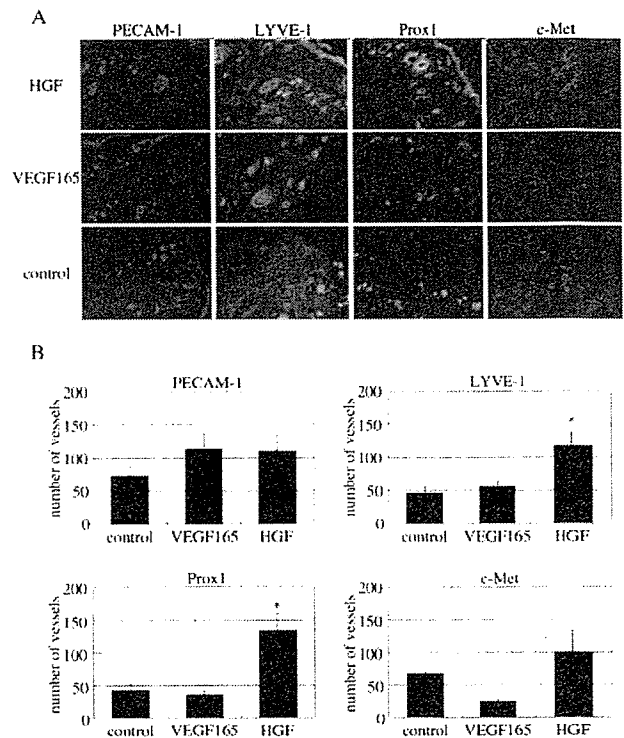 A
PECAM-1 LYVE-1 Prox1 c-Met
HGF
VEGF165
control
B
PECAM-1
number of vessels
200
150
100
50
0
control VEGF165 HGF
LYVE-1
number of vessels
200
150
100
50
0
*
control VEGF165 HGF
Prox1
number of vessels
200
150
100
50
0
*
control VEGF165 HGF
c-Met
number of vessels
200
150
100
50
0
control VEGF165 HGF